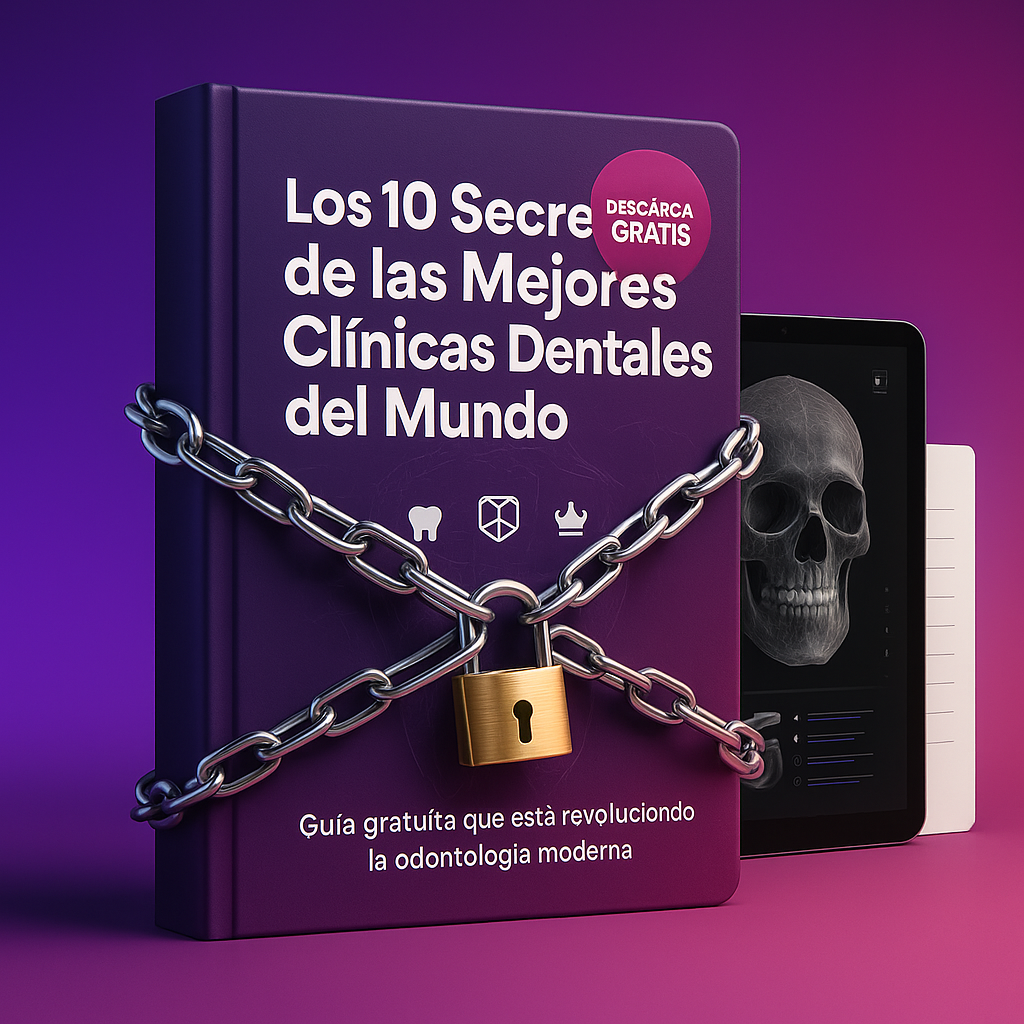 Los 10 Secre
de las Mejores
Clínicas Dentales
del Mundo
DESCÁRCA
GRATIS
Guía gratuíta que està revoluciondo
la odontologia moderna